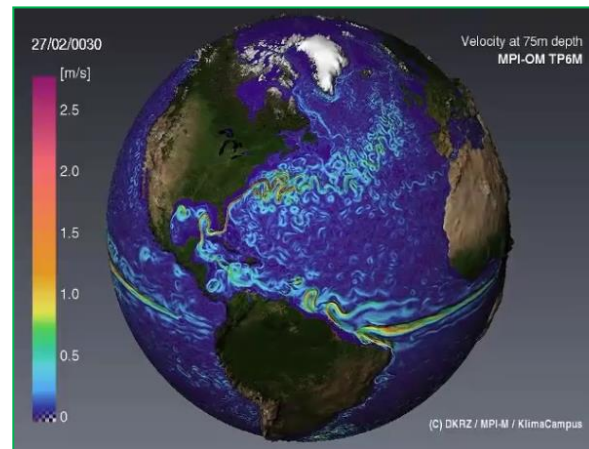 27/02/0030
Velocity at 75m depth
MPI-OM TP6M
[m/s]
2.5
2.0
1.5
1.0
0.5
0
(C) DKRZ / MPI-M / KlimaCampus